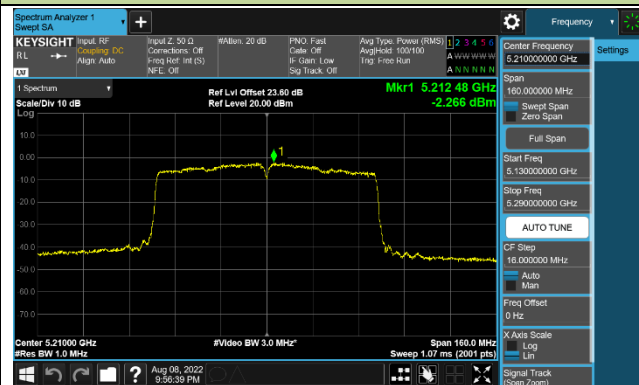 Spectrum Analyzer 1
Swept SA
Frequency
KEYSIGHT
RL
LXI
Input: RF
Coupling: DC
Align: Auto
Input Z: 50 Ω
Corrections: Off
Freq Ref: Int (S)
NFE: Off
#Atten: 20 dB
PNO: Fast
Gate: Off
IF Gain: Low
Sig Track: Off
Avg Type: Power (RMS)
Avg|Hold: 100/100
Trig: Free Run
1 2 3 4 5 6
A W W W W W
A N N N N N
1 Spectrum
Scale/Div 10 dB
Log
Ref Lvl Offset 23.60 dB
Ref Level 20.00 dBm
Mkr1 5.212 48 GHz
-2.266 dBm
1
10.0
0.00
-10.0
-20.0
-30.0
-40.0
-50.0
-60.0
-70.0
Center 5.21000 GHz
#Res BW 1.0 MHz
#Video BW 3.0 MHz*
Span 160.0 MHz
Sweep 1.07 ms (2001 pts)
Center Frequency
5.210000000 GHz
Settings
Span
160.000000 MHz
Swept Span
Zero Span
Full Span
Start Freq
5.130000000 GHz
Stop Freq
5.290000000 GHz
AUTO TUNE
CF Step
16.000000 MHz
Auto
Man
Freq Offset
0 Hz
X Axis Scale
Log
Lin
Signal Track
(Span Zoom)
?
Aug 08, 2022
9:56:39 PM